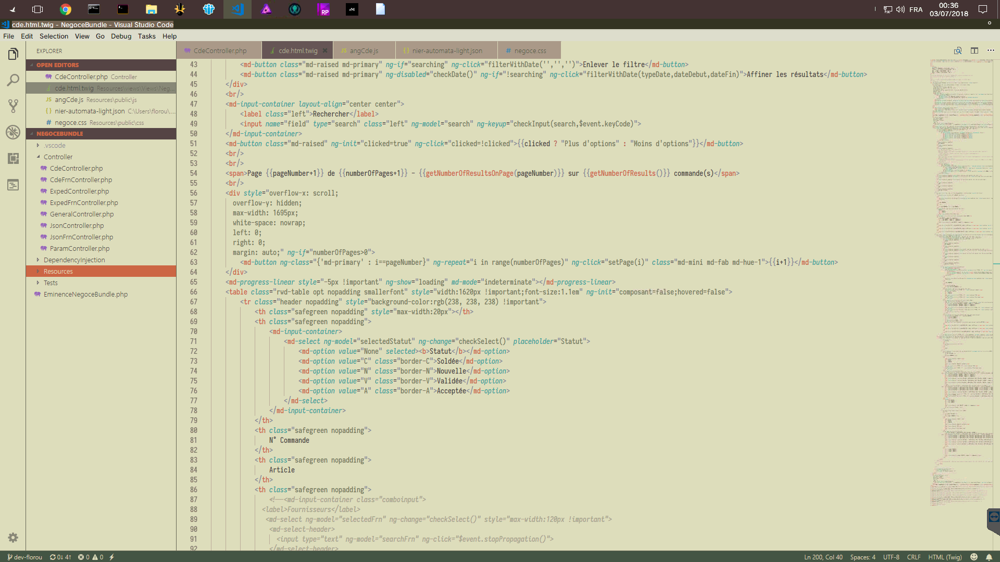 FRA
00:36
03/07/2018
RP
rM
cde.html.twig - NegoceBundle - Visual Studio Code
File Edit Selection View Go Debug Tasks Help
EXPLORER
OPEN EDITORS
CdeController.php Controller
cde.html.twig Resources\views\Views\Neg...
angCde.js Resources\public\js
nier-automata-light.json C:\Users\florou\....
negoce.css Resources\public\css
NEGOCEBUNDLE
.vscode
Controller
CdeController.php
CdeFrnController.php
ExpedController.php
ExpedFrnController.php
GeneralController.php
JsonController.php
JsonFrnController.php
ParamController.php
DependencyInjection
Resources
Tests
EminenceNegoceBundle.php
CdeController.php cde.html.twig angCde.js nier-automata-light.json negoce.css
43 <md-button class="md-raised md-primary" ng-if="searching" ng-click="filterWithDate('','','')">Enlever le filtre</md-button>
44 <md-button class="md-raised md-primary" ng-disabled="checkDate()" ng-if="!searching" ng-click="filterWithDate(typeDate,dateDebut,dateFin)">Affiner les résultats</md-button>
45 </div>
46 <br/>
47 <md-input-container layout-align="center center">
48 <label class="left">Rechercher</label>
49 <input name="field" type="search" class="left" ng-model="search" ng-keyup="checkInput(search,$event.keyCode)">
50 </md-input-container>
51 <md-button class="md-raised" ng-init="clicked=true" ng-click="clicked=!clicked">{{clicked ? "Plus d'options" : "Moins d'options"}}</md-button>
52 <br/>
53 <br/>
54 <span>Page {{pageNumber+1}} de {{numberOfPages+1}} - {{getNumberOfResultsOnPage(pageNumber)}} sur {{getNumberOfResults()}} commande(s)</span>
55 <br/>
56 <div style="overflow-x: scroll;
57 overflow-y: hidden;
58 max-width: 1695px;
59 white-space: nowrap;
60 left: 0;
61 right: 0;
62 margin: auto;" ng-if="numberOfPages>0">
63 <md-button ng-class="{'md-primary' : i==pageNumber}" ng-repeat="i in range(numberOfPages)" ng-click="setPage(i)" class="md-mini md-fab md-hue-1">{{i+1}}</md-button>
64 </div>
65 <md-progress-linear style="-5px !important" ng-show="loading" md-mode="indeterminate"></md-progress-linear>
66 <table class="rwd-table opt nopadding smallerfont" style="width:1620px !important;font-size:1.1em" ng-init="composant=false;hovered=false">
67 <tr class="header nopadding" style="background-color:rgb(238, 238, 238) !important">
68 <th class="safegreen nopadding" style="max-width:20px"></th>
69 <th class="safegreen nopadding">
70 <md-input-container>
71 <md-select ng-model="selectedStatut" ng-change="checkSelect()" placeholder="Statut">
72 <md-option value="None" selected><b>Statut</b></md-option>
73 <md-option value="C" class="border-C">Soldée</md-option>
74 <md-option value="N" class="border-N">Nouvelle</md-option>
75 <md-option value="V" class="border-V">Validée</md-option>
76 <md-option value="A" class="border-A">Acceptée</md-option>
77 </md-select>
78 </md-input-container>
79 </th>
80 <th class="safegreen nopadding">
81 N° Commande
82 </th>
83 <th class="safegreen nopadding">
84 Article
85 </th>
86 <th class="safegreen nopadding">
87 <!--<md-input-container class="comboinput">
88 <label>Fournisseurs</label>
89 <md-select ng-model="selectedFrn" ng-change="checkSelect()" style="max-width:120px !important">
90 <md-select-header>
91 <input type="text" ng-model="searchFrn" ng-click="$event.stopPropagation()">
92 </md-select-header>
dev-florou 0↓ 4↑ 0 0 Ln 200, Col 40 Spaces: 4 UTF-8 CRLF HTML (Twig)